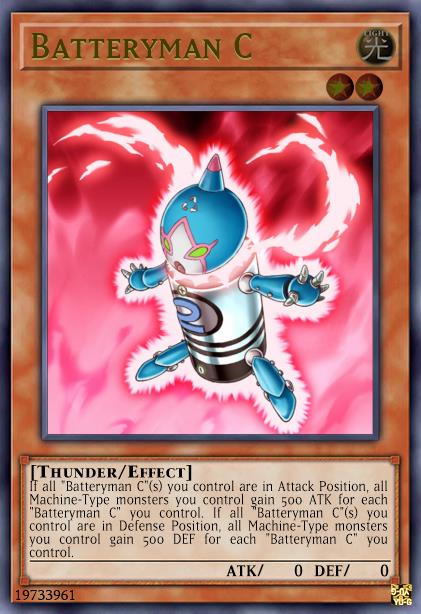 Batteryman C
LIGHT
光
2
[Thunder/Effect]
If all "Batteryman C"(s) you control are in Attack Position, all
Machine-Type monsters you control gain 500 ATK for each
"Batteryman C" you control. If all "Batteryman C"(s) you
control are in Defense Position, all Machine-Type monsters
you control gain 500 DEF for each "Batteryman C" you
control.
ATK/ 0 DEF/ 0
19733961